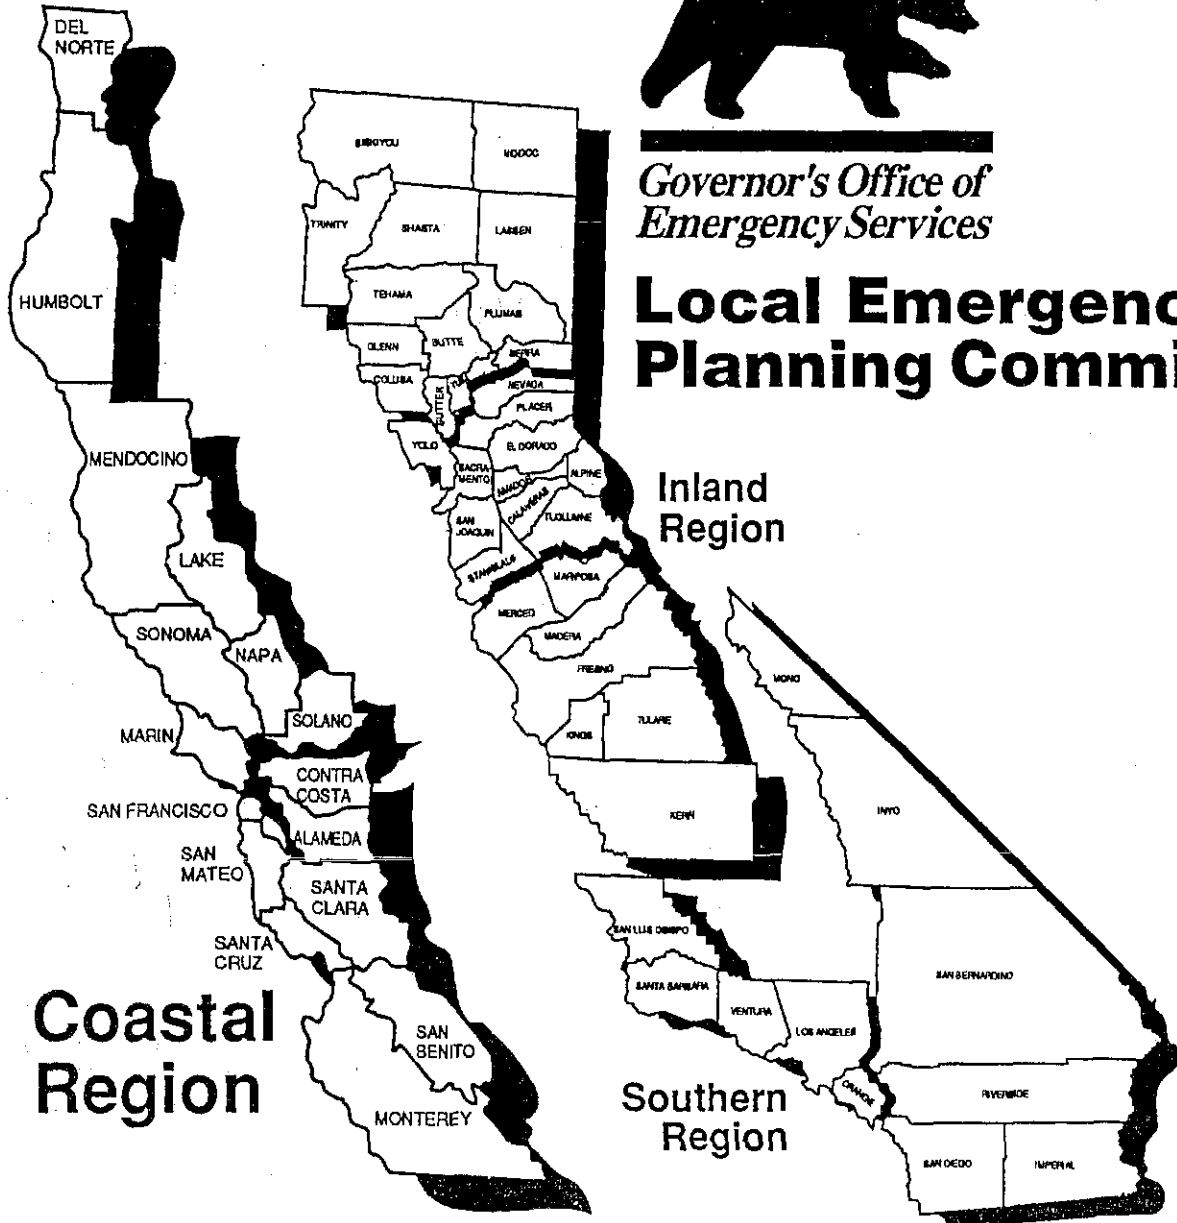 DEL
NORTE
HUMBOLT
MENDOCINO
LAKE
SONOMA
NAPA
SOLANO
MARIN
CONTRA
COSTA
SAN FRANCISCO
ALAMEDA
SAN
MATEO
SANTA
CLARA
SANTA
CRUZ
SAN
BENITO
MONTEREY
Coastal
Region
SISKIYOU
MODOC
TRINITY
SHASTA
LASSEN
TEHAMA
PLUMAS
GLENN
BUTTE
SIERRA
COLUSA
SUTTER
YUBA
NEVADA
PLACER
YOLO
EL DORADO
SACRA-
MENTO
AMADOR
ALPINE
CALAVERAS
SAN
JOAQUIN
TUOLUMNE
STANISLAUS
MARIPOSA
MERCED
MADERA
FRESNO
KINGS
TULARE
KERN
Inland
Region
Governor's Office of
Emergency Services
Local Emergenc
Planning Commi
MONO
INYO
SAN LUIS OBISPO
SANTA BARBARA
VENTURA
LOS ANGELES
SAN BERNARDINO
ORANGE
RIVERSIDE
SAN DIEGO
IMPERIAL
Southern
Region